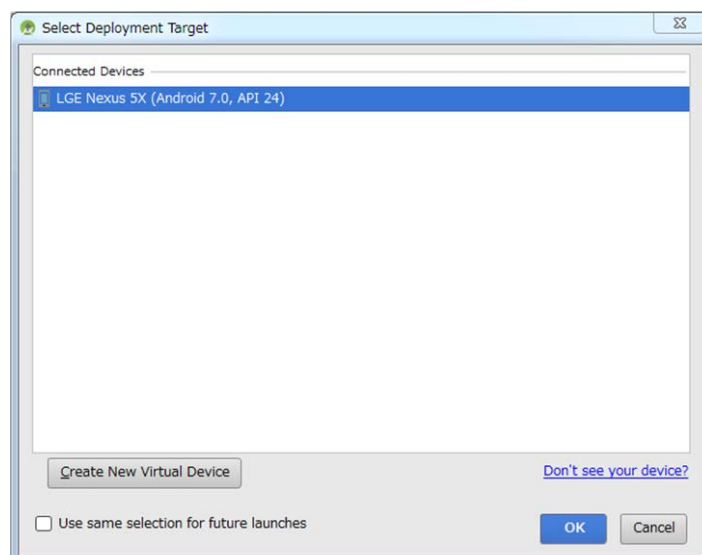 Select Deployment Target
Connected Devices
LGE Nexus 5X (Android 7.0, API 24)
Create New Virtual Device
Don't see your device?
Use same selection for future launches
OK
Cancel